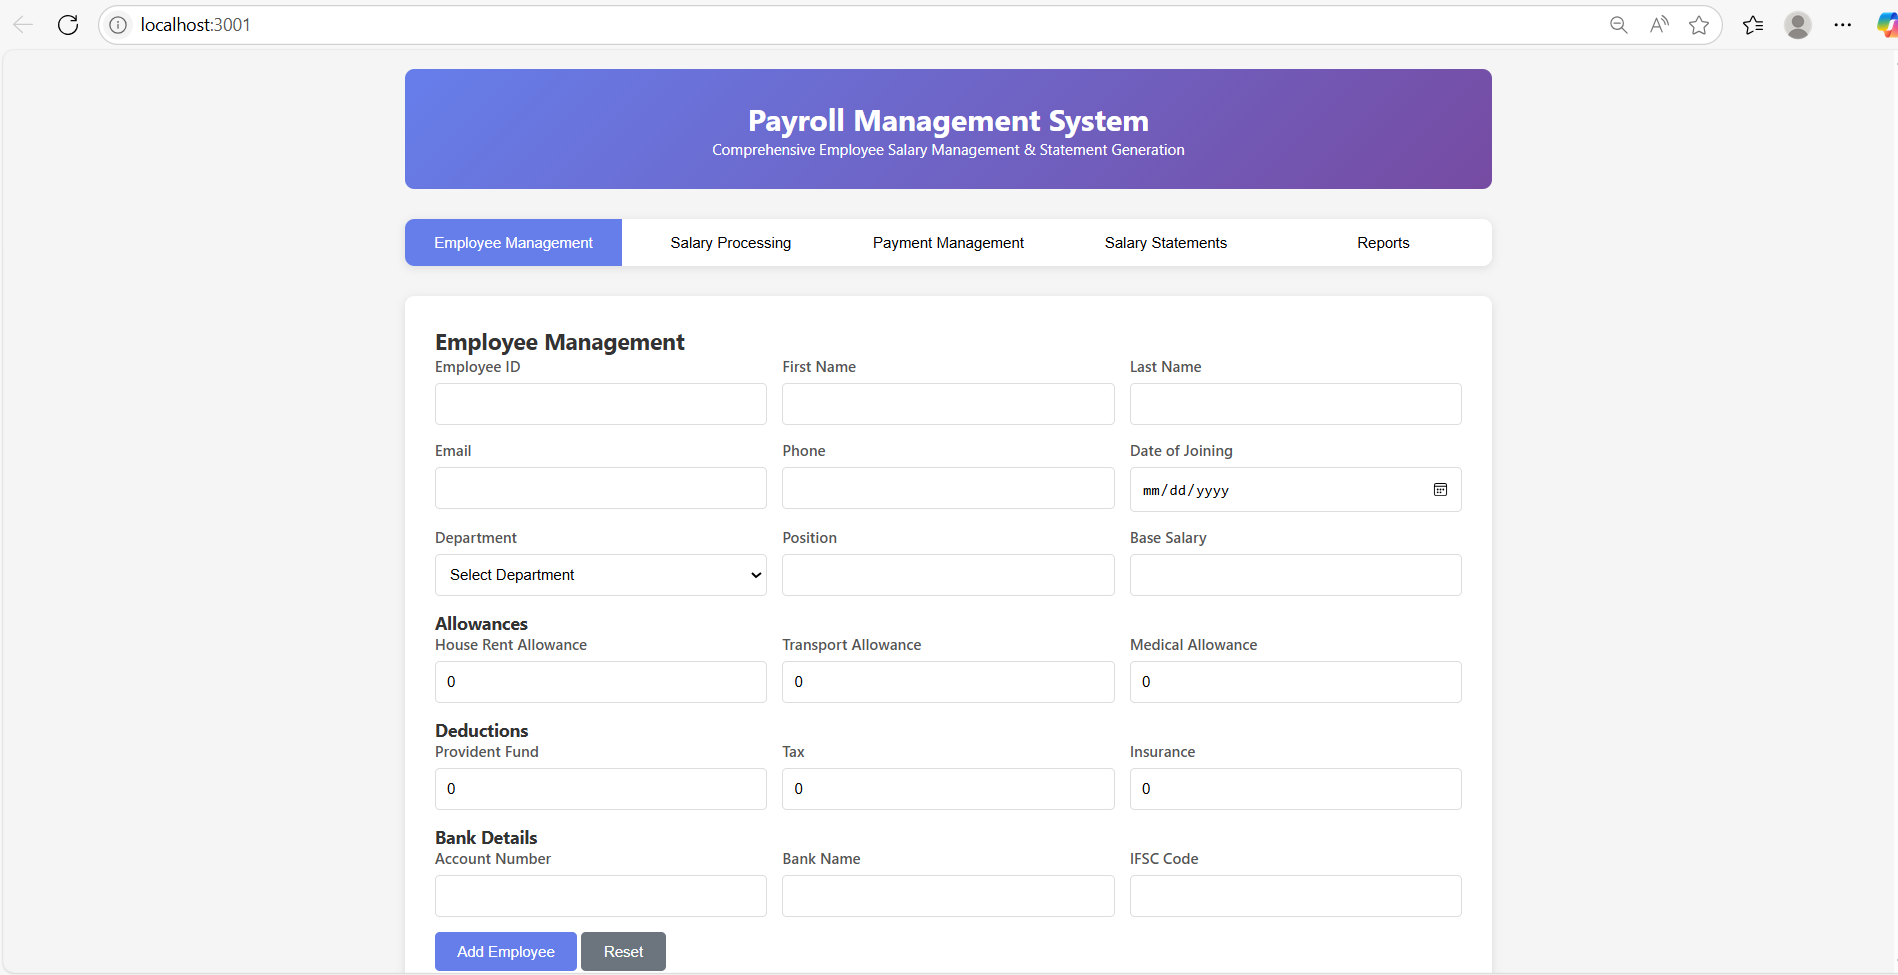 localhost:3001
Payroll Management System
Comprehensive Employee Salary Management & Statement Generation
Employee Management Salary Processing Payment Management Salary Statements Reports
Employee Management
Employee ID First Name Last Name
Email Phone Date of Joining
mm/dd/yyyy
Department Position Base Salary
Select Department
Allowances
House Rent Allowance Transport Allowance Medical Allowance
0 0 0
Deductions
Provident Fund Tax Insurance
0 0 0
Bank Details
Account Number Bank Name IFSC Code
Add Employee Reset